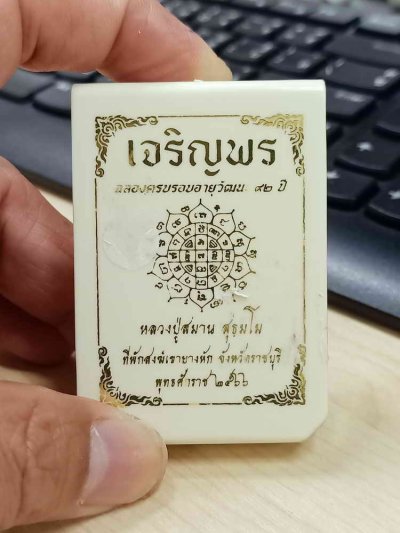 เจริญพร
ฉลองครบรอบอายุวัฒนะ ๙๒ ปี
หลวงปู่สมาน สุธมฺโม
ที่พักสงฆ์เขายางหัก จังหวัดราชบุรี
พุทธศักราช ๒๕๖๖